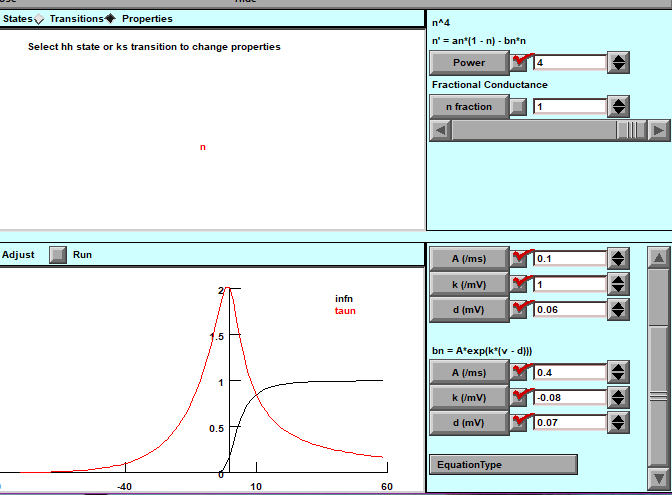 States Transitions Properties
Select hh state or ks transition to change properties
n
n^4
n' = an*(1 - n) - bn*n
Power 4
Fractional Conductance
n fraction 1
Adjust Run
infn
taun
2
1.5
1
0.5
0
-40 10 60
A (/ms) 0.1
k (/mV) 1
d (mV) 0.06
bn = A*exp(k*(v - d)))
A (/ms) 0.4
k (/mV) -0.08
d (mV) 0.07
EquationType